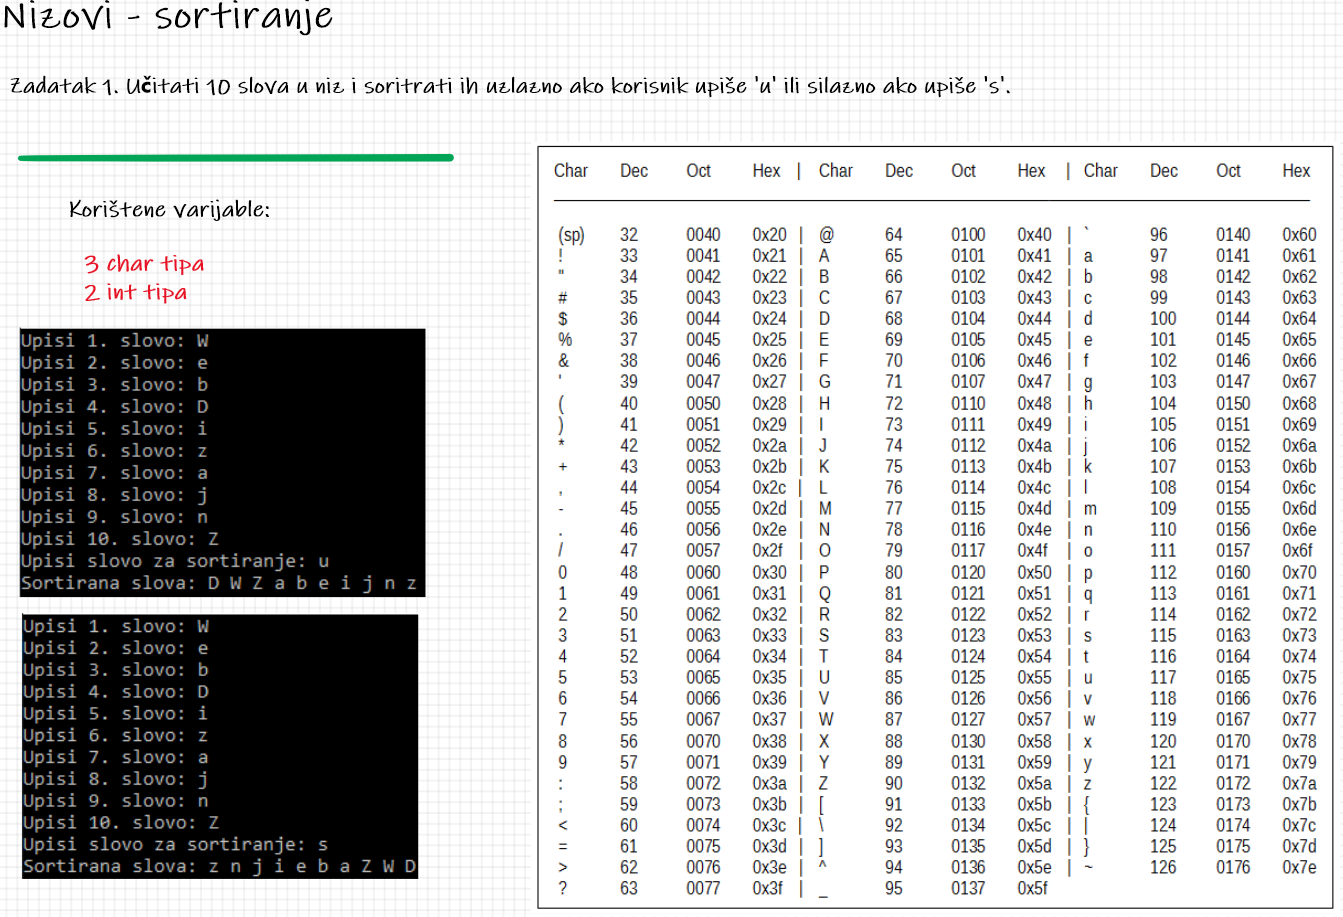 Nizovi - sortiranje
Zadatak 1. Učitati 10 slova u niz i soritrati ih uzlazno ako korisnik upiše 'u' ili silazno ako upiše 's'.
Korištene varijable:
3 char tipa
2 int tipa
Upisi 1. slovo: W
Upisi 2. slovo: e
Upisi 3. slovo: b
Upisi 4. slovo: D
Upisi 5. slovo: i
Upisi 6. slovo: z
Upisi 7. slovo: a
Upisi 8. slovo: j
Upisi 9. slovo: n
Upisi 10. slovo: Z
Upisi slovo za sortiranje: u
Sortirana slova: D W Z a b e i j n z
Upisi 1. slovo: W
Upisi 2. slovo: e
Upisi 3. slovo: b
Upisi 4. slovo: D
Upisi 5. slovo: i
Upisi 6. slovo: z
Upisi 7. slovo: a
Upisi 8. slovo: j
Upisi 9. slovo: n
Upisi 10. slovo: Z
Upisi slovo za sortiranje: s
Sortirana slova: z n j i e b a Z W D
Char Dec Oct Hex | Char Dec Oct Hex | Char Dec Oct Hex
(sp) 32 0040 0x20 | @ 64 0100 0x40 | ` 96 0140 0x60
! 33 0041 0x21 | A 65 0101 0x41 | a 97 0141 0x61
" 34 0042 0x22 | B 66 0102 0x42 | b 98 0142 0x62
# 35 0043 0x23 | C 67 0103 0x43 | c 99 0143 0x63
$ 36 0044 0x24 | D 68 0104 0x44 | d 100 0144 0x64
% 37 0045 0x25 | E 69 0105 0x45 | e 101 0145 0x65
& 38 0046 0x26 | F 70 0106 0x46 | f 102 0146 0x66
' 39 0047 0x27 | G 71 0107 0x47 | g 103 0147 0x67
( 40 0050 0x28 | H 72 0110 0x48 | h 104 0150 0x68
) 41 0051 0x29 | I 73 0111 0x49 | i 105 0151 0x69
* 42 0052 0x2a | J 74 0112 0x4a | j 106 0152 0x6a
+ 43 0053 0x2b | K 75 0113 0x4b | k 107 0153 0x6b
, 44 0054 0x2c | L 76 0114 0x4c | l 108 0154 0x6c
- 45 0055 0x2d | M 77 0115 0x4d | m 109 0155 0x6d
. 46 0056 0x2e | N 78 0116 0x4e | n 110 0156 0x6e
/ 47 0057 0x2f | O 79 0117 0x4f | o 111 0157 0x6f
0 48 0060 0x30 | P 80 0120 0x50 | p 112 0160 0x70
1 49 0061 0x31 | Q 81 0121 0x51 | q 113 0161 0x71
2 50 0062 0x32 | R 82 0122 0x52 | r 114 0162 0x72
3 51 0063 0x33 | S 83 0123 0x53 | s 115 0163 0x73
4 52 0064 0x34 | T 84 0124 0x54 | t 116 0164 0x74
5 53 0065 0x35 | U 85 0125 0x55 | u 117 0165 0x75
6 54 0066 0x36 | V 86 0126 0x56 | v 118 0166 0x76
7 55 0067 0x37 | W 87 0127 0x57 | w 119 0167 0x77
8 56 0070 0x38 | X 88 0130 0x58 | x 120 0170 0x78
9 57 0071 0x39 | Y 89 0131 0x59 | y 121 0171 0x79
: 58 0072 0x3a | Z 90 0132 0x5a | z 122 0172 0x7a
; 59 0073 0x3b | [ 91 0133 0x5b | { 123 0173 0x7b
< 60 0074 0x3c | \ 92 0134 0x5c | | 124 0174 0x7c
= 61 0075 0x3d | ] 93 0135 0x5d | } 125 0175 0x7d
> 62 0076 0x3e | ^ 94 0136 0x5e | ~ 126 0176 0x7e
? 63 0077 0x3f | _ 95 0137 0x5f